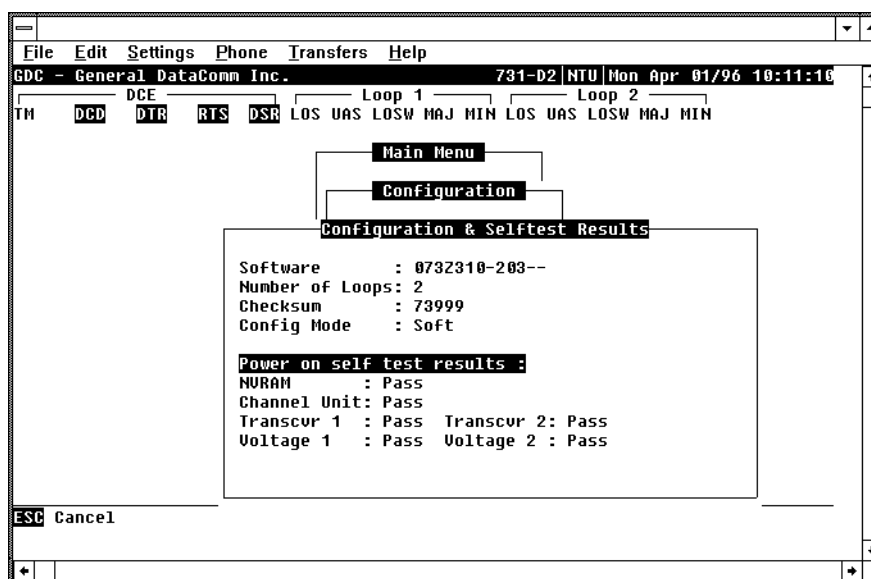 File Edit Settings Phone Transfers Help
GDC - General DataComm Inc. 731-D2|NTU|Mon Apr 01/96 10:11:10
DCE Loop 1 Loop 2
TM DCD DTR RTS DSR LOS UAS LOSW MAJ MIN LOS UAS LOSW MAJ MIN
Main Menu
Configuration
Configuration & Selftest Results
Software : 073Z310-203--
Number of Loops: 2
Checksum : 73999
Config Mode : Soft
Power on self test results :
NVRAM : Pass
Channel Unit: Pass
Transcvr 1 : Pass Transcvr 2: Pass
Voltage 1 : Pass Voltage 2 : Pass
ESC Cancel